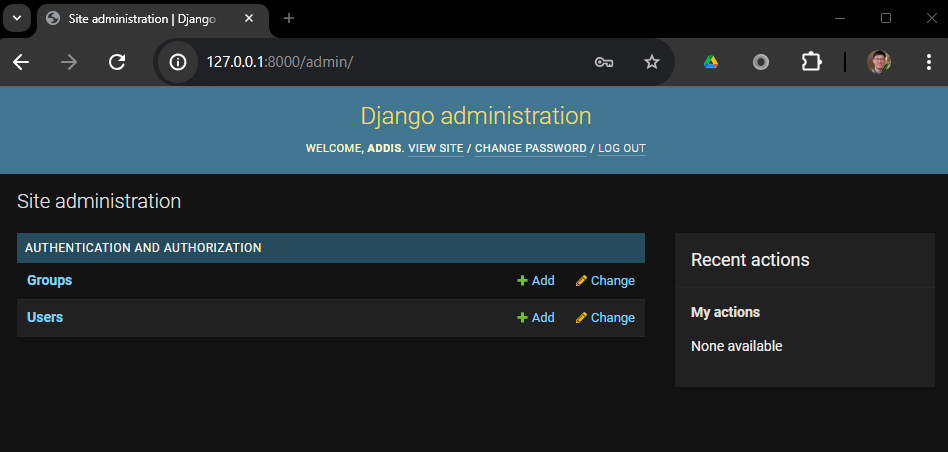 Site administration | Django
127.0.0.1:8000/admin/
Django administration
WELCOME, ADDIS. VIEW SITE / CHANGE PASSWORD / LOG OUT
Site administration
AUTHENTICATION AND AUTHORIZATION
Groups Add Change
Users Add Change
Recent actions
My actions
None available